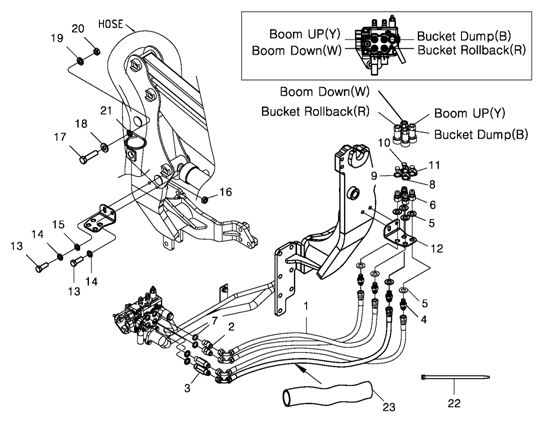 HOSE
20
19
21
18
17
16
15
14
13
13
14
Boom UP(Y)
Boom Down(W)
Bucket Dump(B)
Bucket Rollback(R)
Boom Down(W)
Bucket Rollback(R)
Boom UP(Y)
Bucket Dump(B)
10
11
9
8
6
5
12
5
4
1
7
2
3
23
22